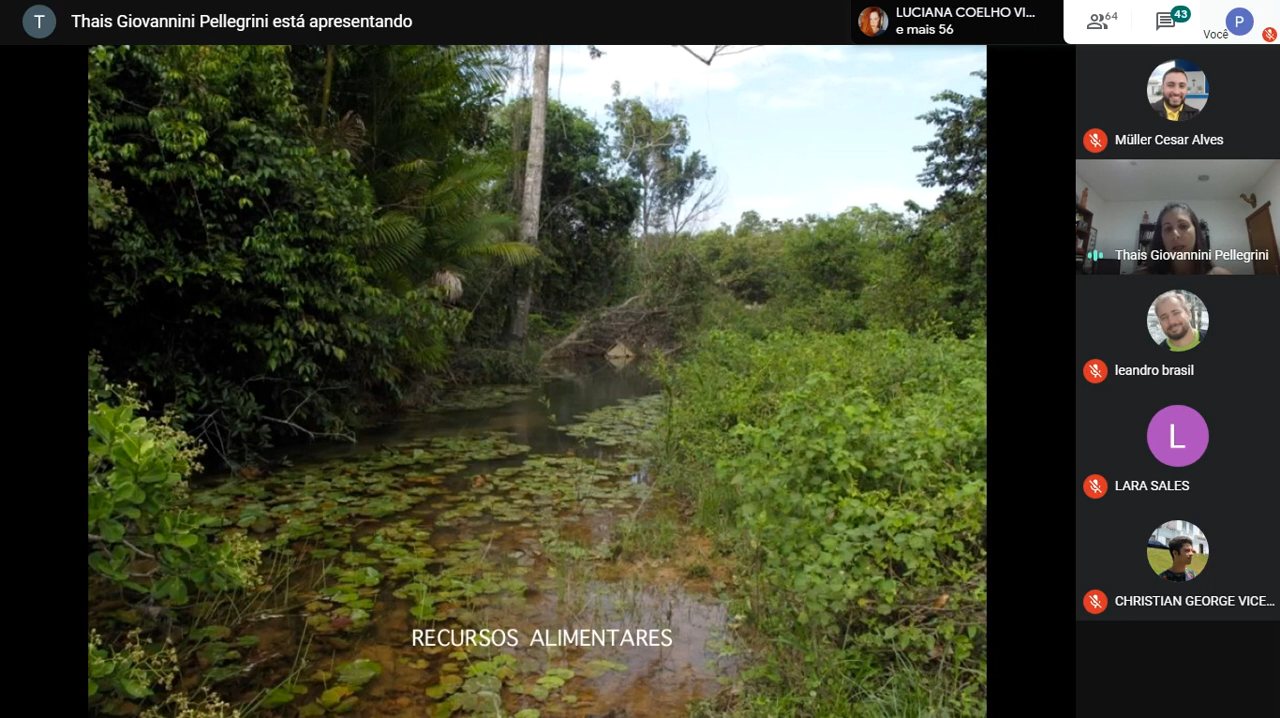 T
Thais Giovannini Pellegrini está apresentando
LUCIANA COELHO VI...
e mais 56
64
43
Você
P
Müller Cesar Alves
Thais Giovannini Pellegrini
leandro brasil
L
LARA SALES
CHRISTIAN GEORGE VICE...
RECURSOS ALIMENTARES